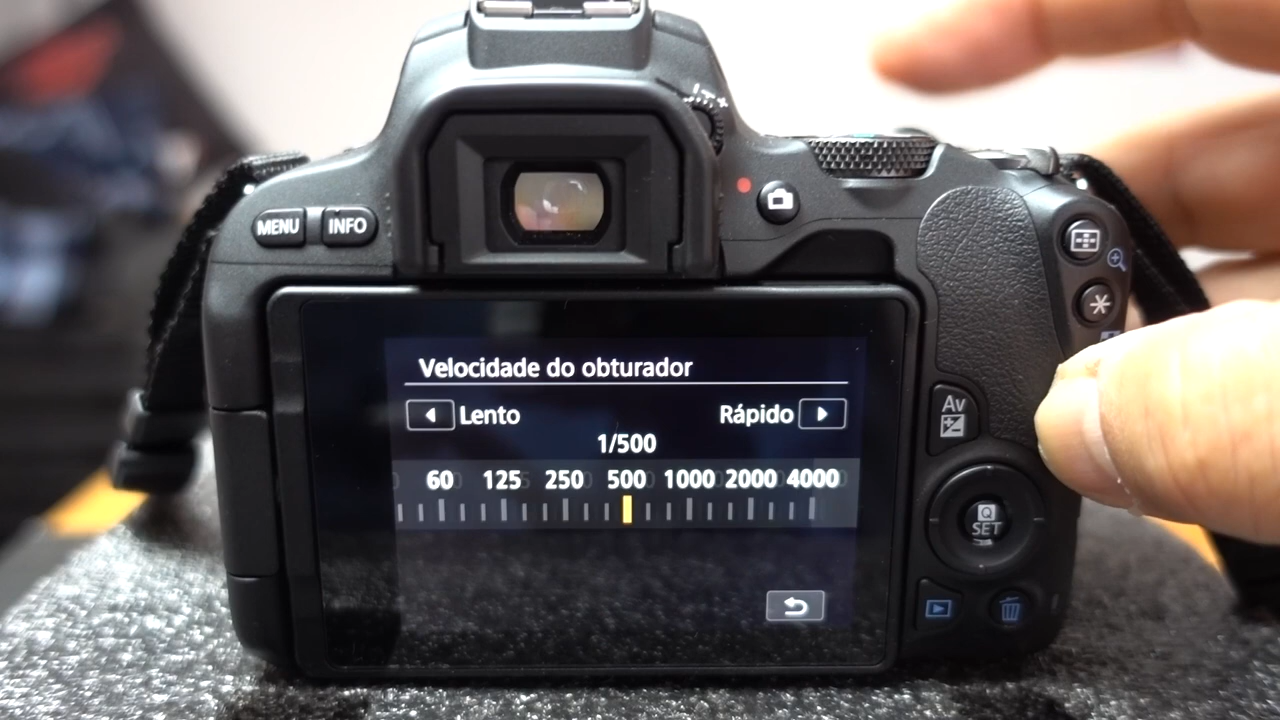 MENU INFO
Velocidade do obturador
Lento Rápido
1/500
60 125 250 500 1000 2000 4000
Av
Q
SET